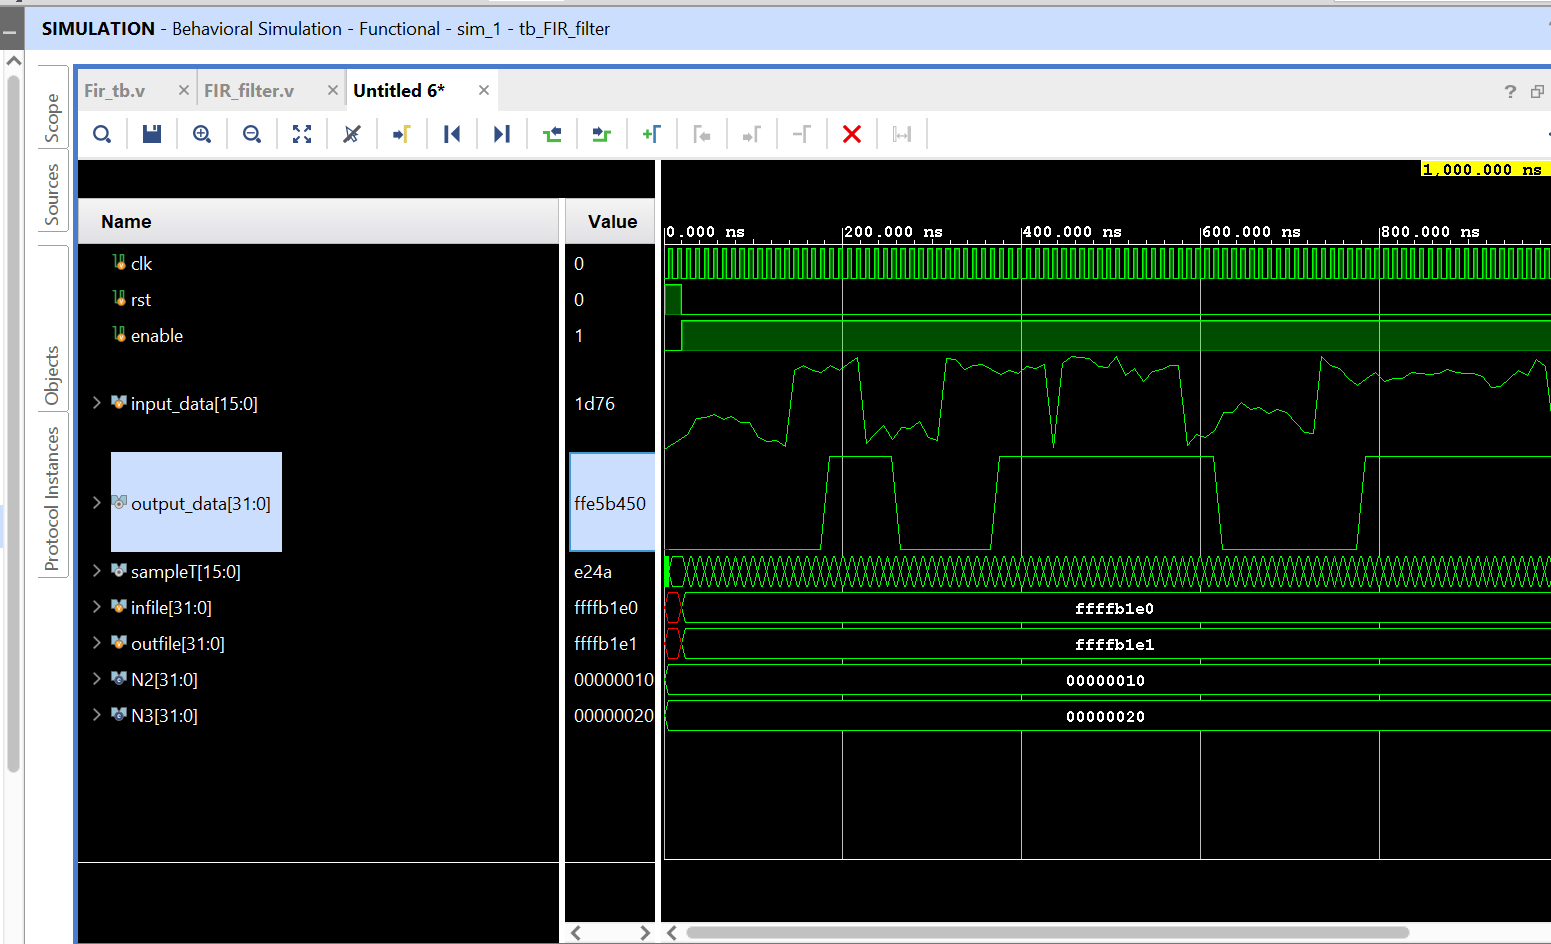 SIMULATION - Behavioral Simulation - Functional - sim_1 - tb_FIR_filter
Scope
Sources
Objects
Protocol Instances
Fir_tb.v
FIR_filter.v
Untitled 6*
?
1,000.000 ns
Name Value
0.000 ns 200.000 ns 400.000 ns 600.000 ns 800.000 ns
clk 0
rst 0
enable 1
input_data[15:0] 1d76
output_data[31:0] ffe5b450
sampleT[15:0] e24a
infile[31:0] ffffb1e0 ffffb1e0
outfile[31:0] ffffb1e1 ffffb1e1
N2[31:0] 00000010 00000010
N3[31:0] 00000020 00000020